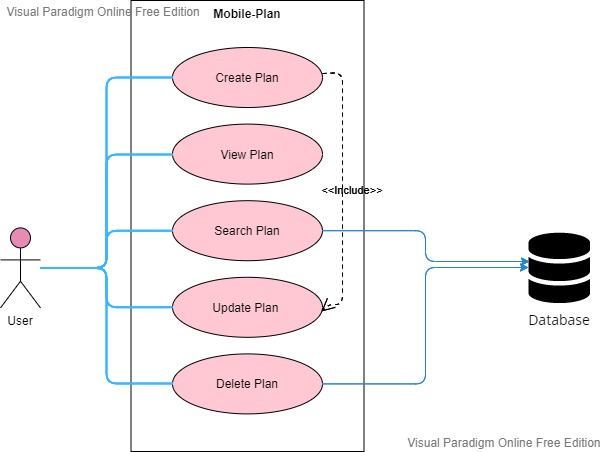 Visual Paradigm Online Free Edition
Mobile-Plan
Create Plan
View Plan
<<Include>>
Search Plan
Update Plan
User
Database
Delete Plan
Visual Paradigm Online Free Edition